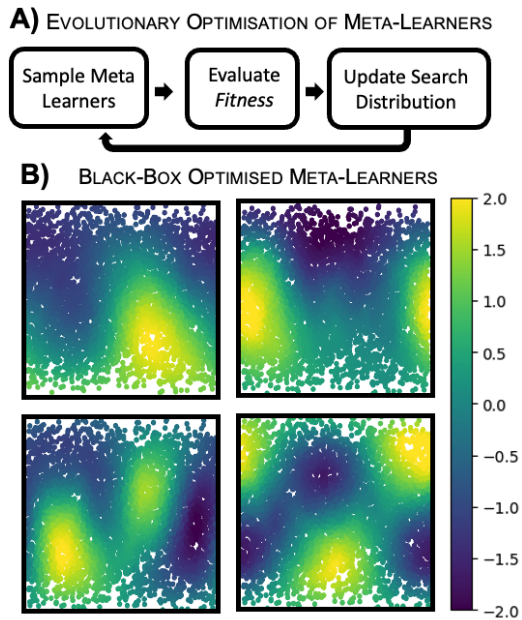 A) EVOLUTIONARY OPTIMISATION OF META-LEARNERS
Sample Meta
Learners
Evaluate
Fitness
Update Search
Distribution
B) BLACK-BOX OPTIMISED META-LEARNERS
2.0
1.5
1.0
0.5
0.0
−0.5
−1.0
−1.5
−2.0